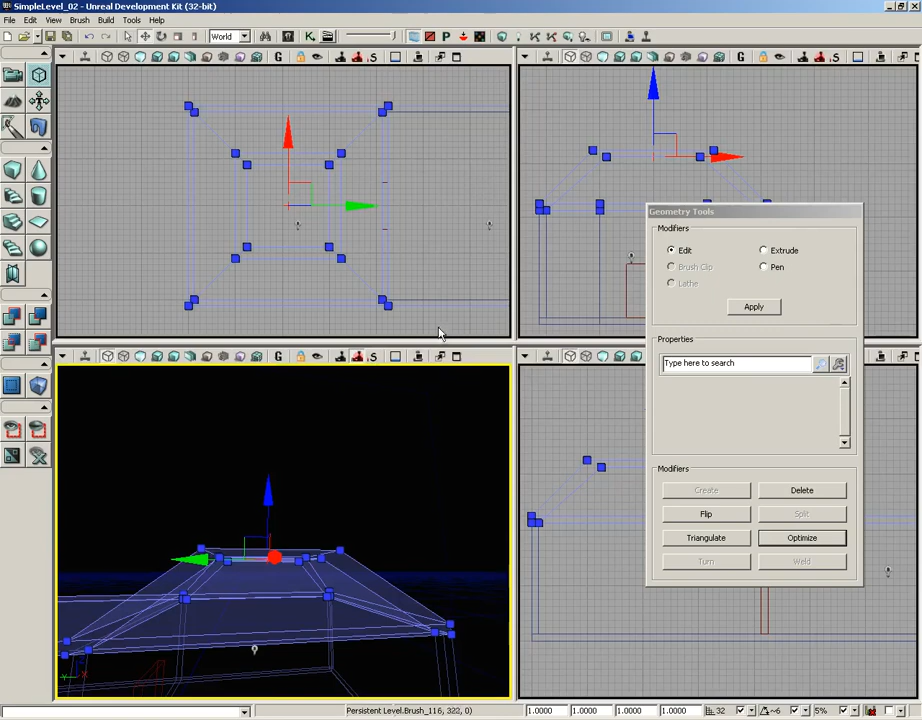 SimpleLevel_02 - Unreal Development Kit (32-bit)
File Edit View Brush Build Tools Help
World
Geometry Tools
Modifiers
Edit Extrude
Brush Clip Pen
Lathe
Apply
Properties
Type here to search
Modifiers
Create Delete
Flip Split
Triangulate Optimize
Turn Weld
Persistent Level.Brush_116, 322, 0)
1.0000 1.0000 1.0000 1.0000 32 ~6 5%